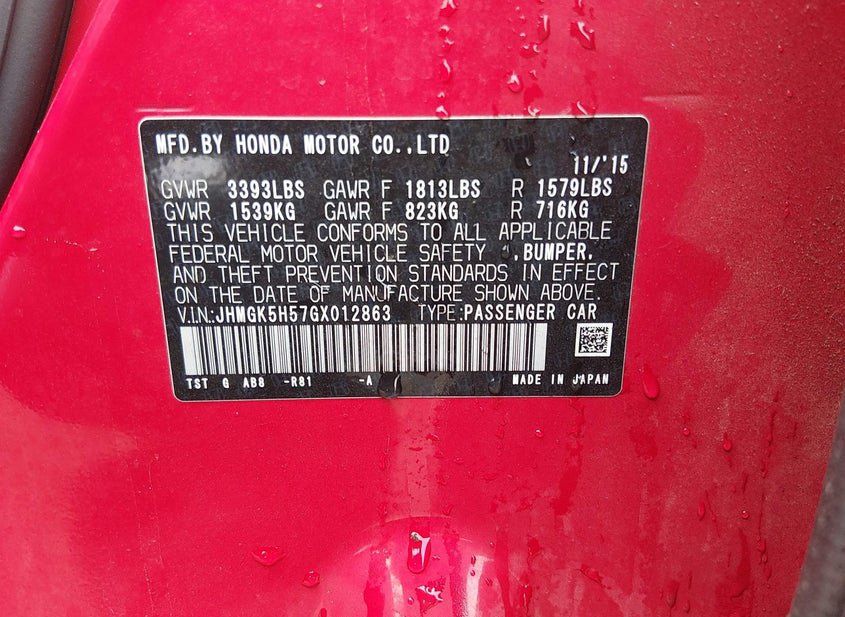 MFD.BY HONDA MOTOR CO.,LTD
11/'15
GVWR 3393LBS GAWR F 1813LBS R 1579LBS
GVWR 1539KG GAWR F 823KG R 716KG
THIS VEHICLE CONFORMS TO ALL APPLICABLE
FEDERAL MOTOR VEHICLE SAFETY ,BUMPER,
AND THEFT PREVENTION STANDARDS IN EFFECT
ON THE DATE OF MANUFACTURE SHOWN ABOVE.
V.I.N:JHMGK5H57GX012863 TYPE:PASSENGER CAR
TST G AB8 -R81 -A MADE IN JAPAN